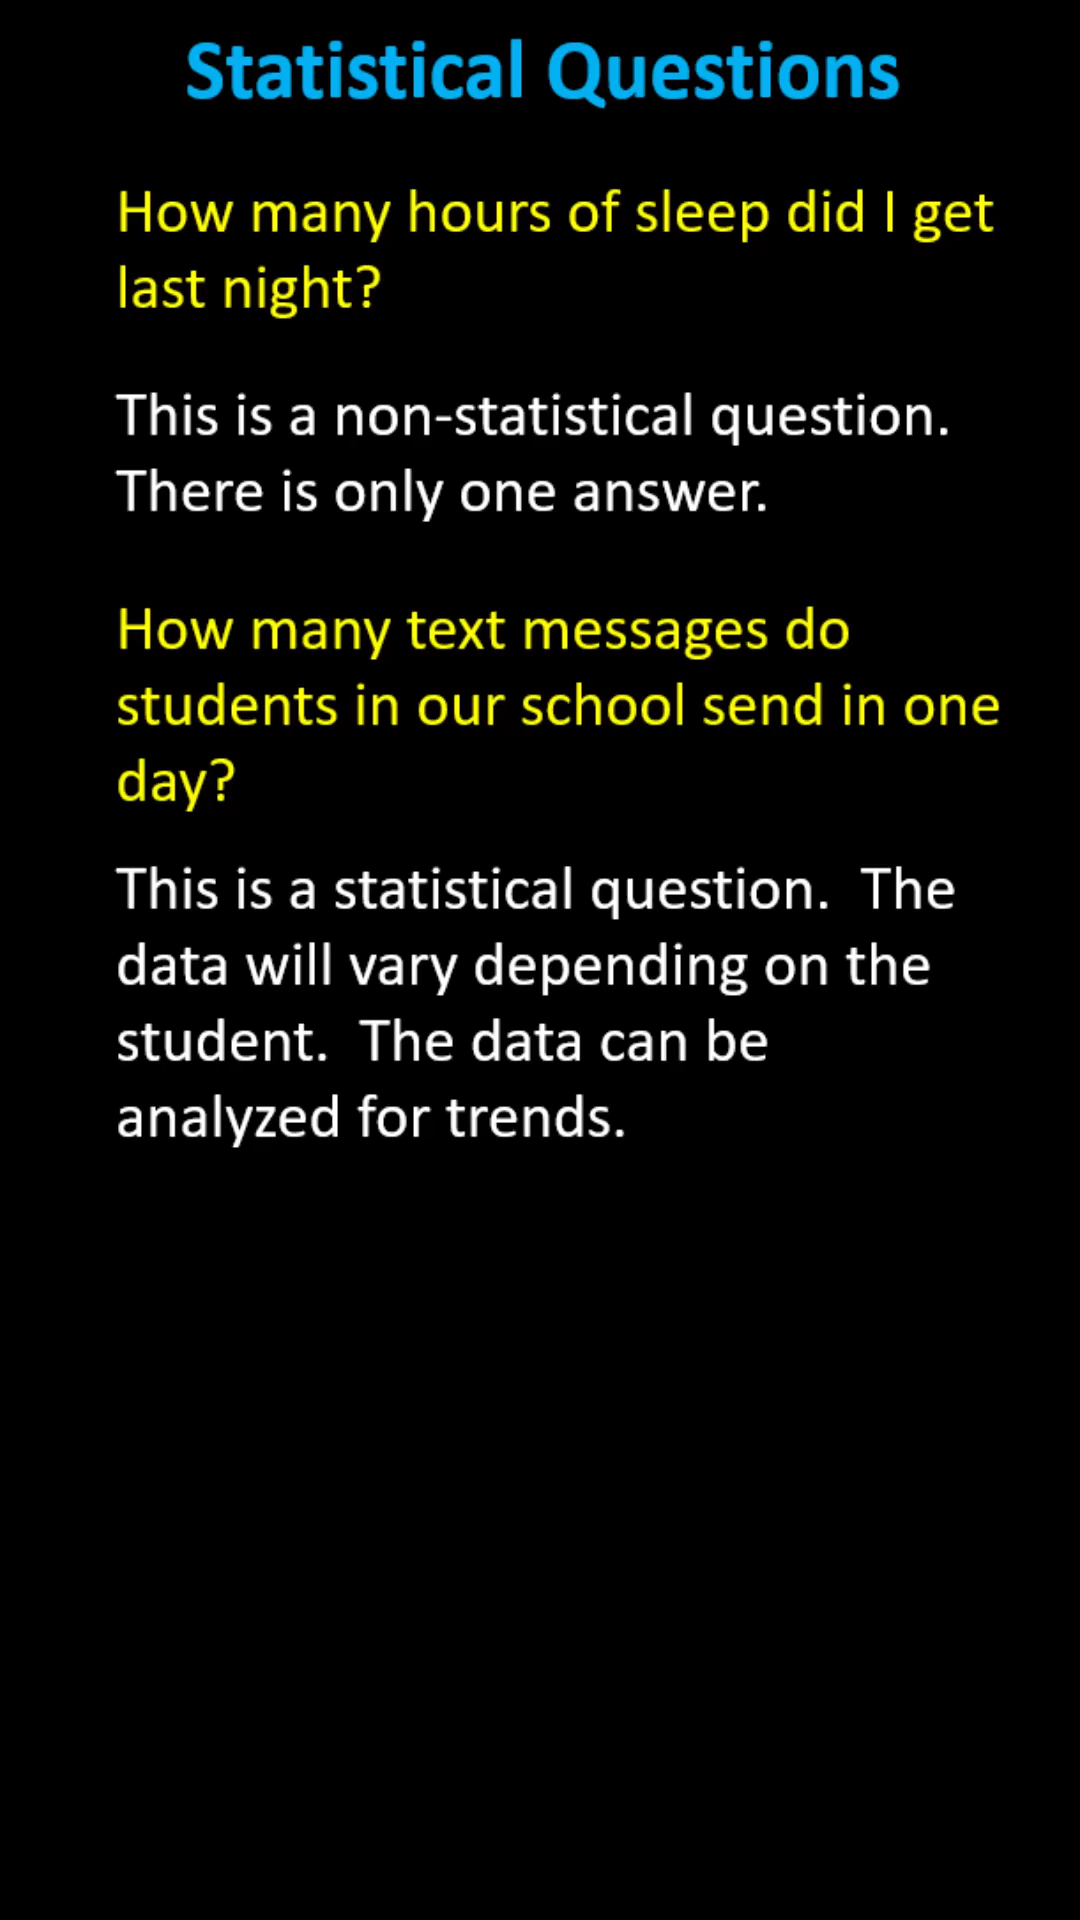 Statistical Questions
How many hours of sleep did I get
last night?
This is a non-statistical question.
There is only one answer.
How many text messages do
students in our school send in one
day?
This is a statistical question.  The
data will vary depending on the
student.  The data can be
analyzed for trends.